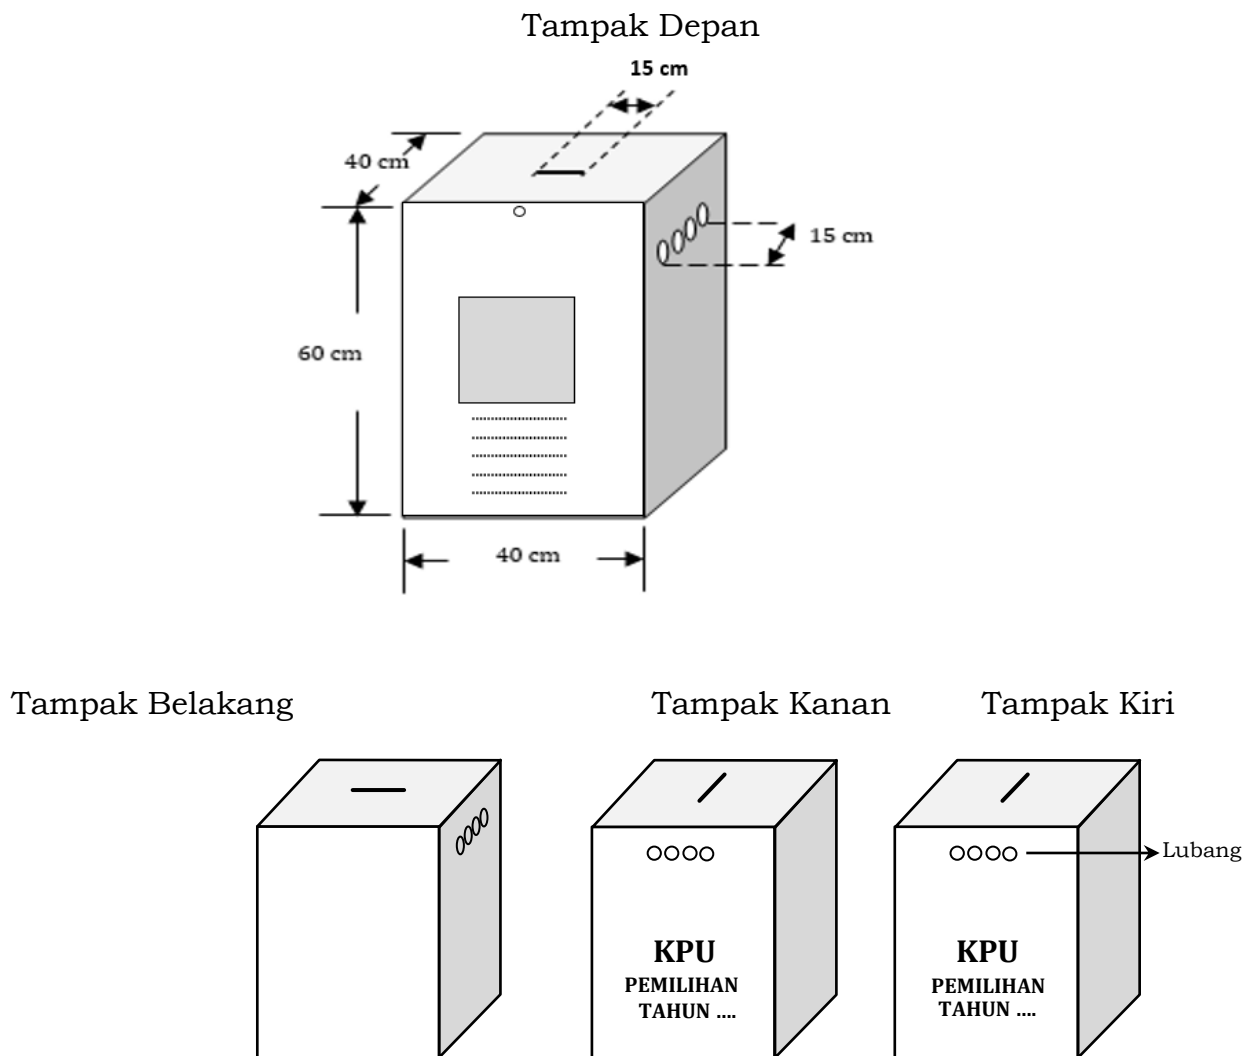 Tampak Depan
15 cm
40 cm
15 cm
60 cm
40 cm
Tampak Belakang
Tampak Kanan
Tampak Kiri
Lubang
KPU
PEMILIHAN
TAHUN ....
KPU
PEMILIHAN
TAHUN ....